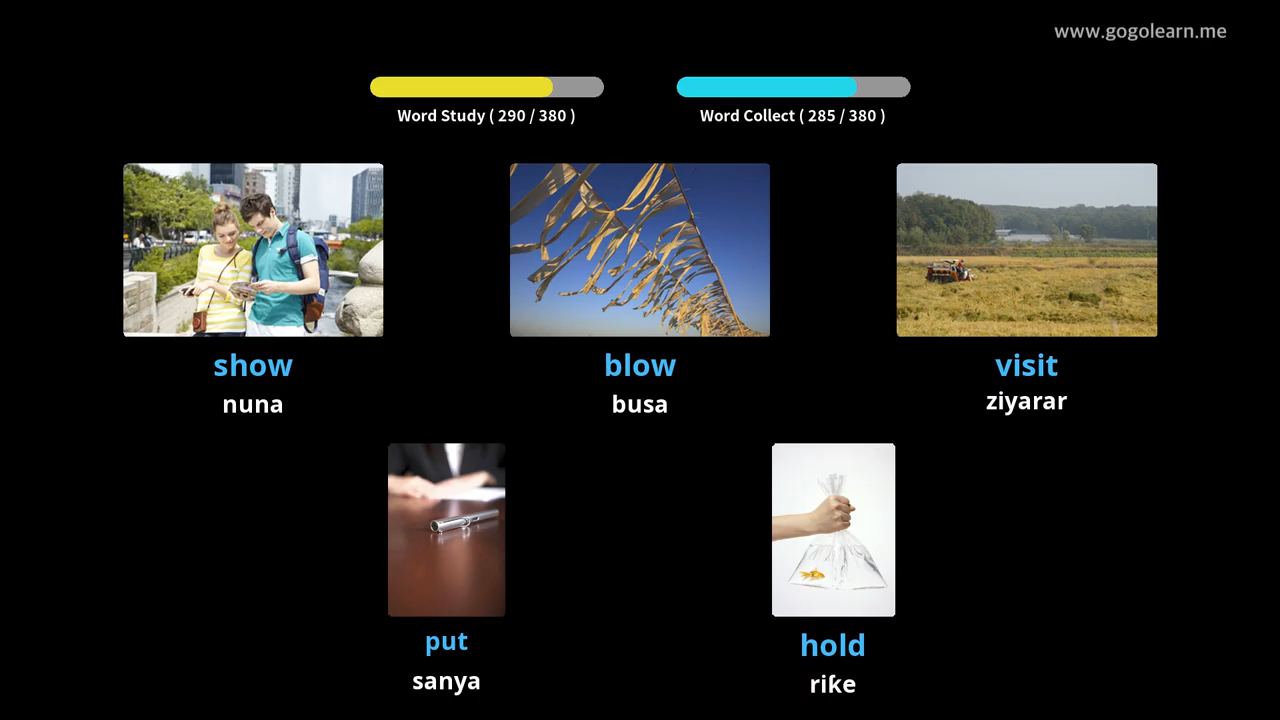 www.gogolearn.me
Word Study ( 290 / 380 )
Word Collect ( 285 / 380 )
show
blow
visit
nuna
busa
ziyarar
put
hold
sanya
riƙe